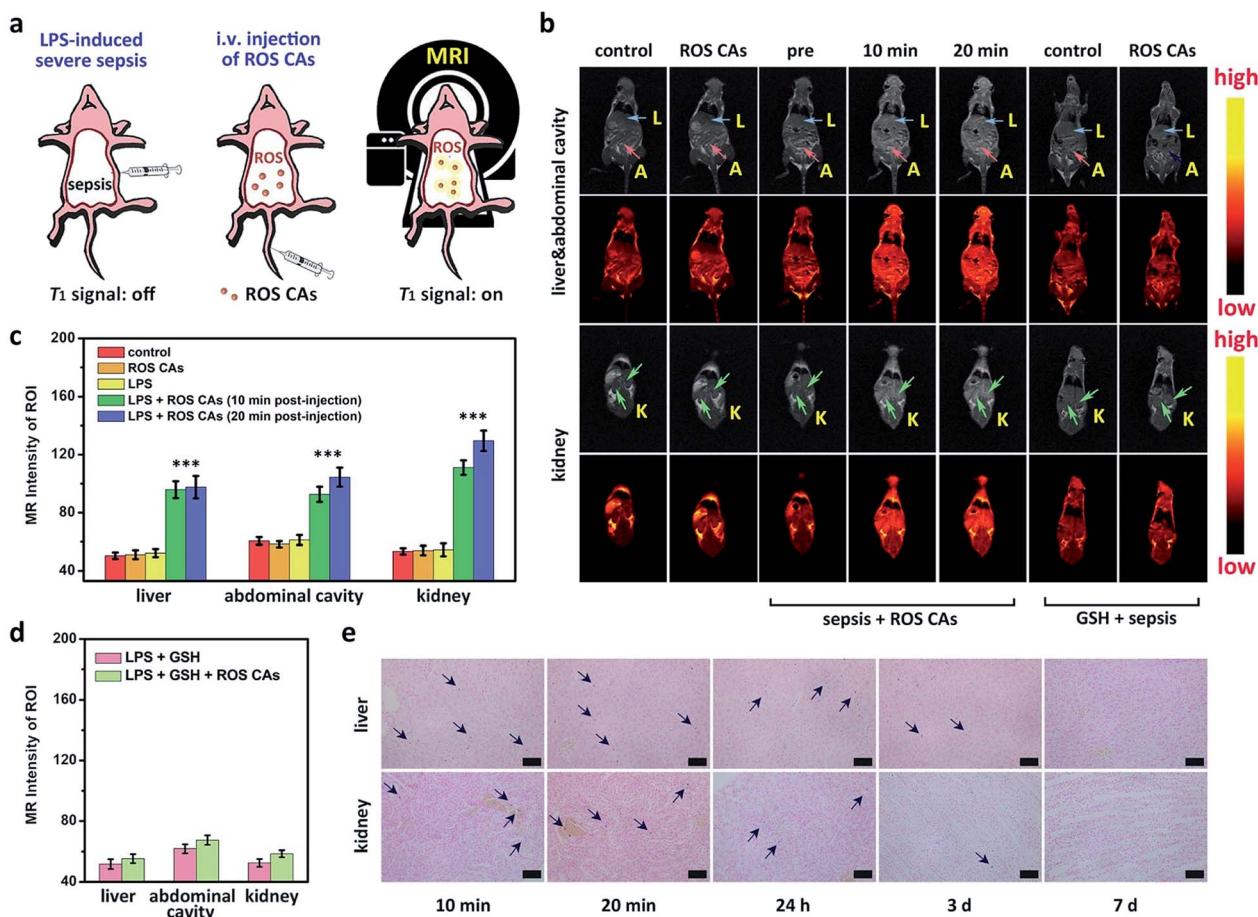 a
LPS-induced
severe sepsis
i.v. injection
of ROS CAs
MRI
sepsis
ROS
ROS
T1 signal: off
ROS CAs
T1 signal: on
b
control
ROS CAs
pre
10 min
20 min
control
ROS CAs
liver&abdominal cavity
L
L
L
L
L
L
L
A
A
A
A
A
A
A
high
low
kidney
K
K
K
K
K
K
K
high
low
sepsis + ROS CAs
GSH + sepsis
c
MR Intensity of ROI
200
160
120
80
40
control
ROS CAs
LPS
LPS + ROS CAs (10 min post-injection)
LPS + ROS CAs (20 min post-injection)
***
***
***
liver
abdominal cavity
kidney
d
MR Intensity of ROI
200
160
120
80
40
LPS + GSH
LPS + GSH + ROS CAs
liver
abdominal
cavity
kidney
e
liver
kidney
10 min
20 min
24 h
3 d
7 d